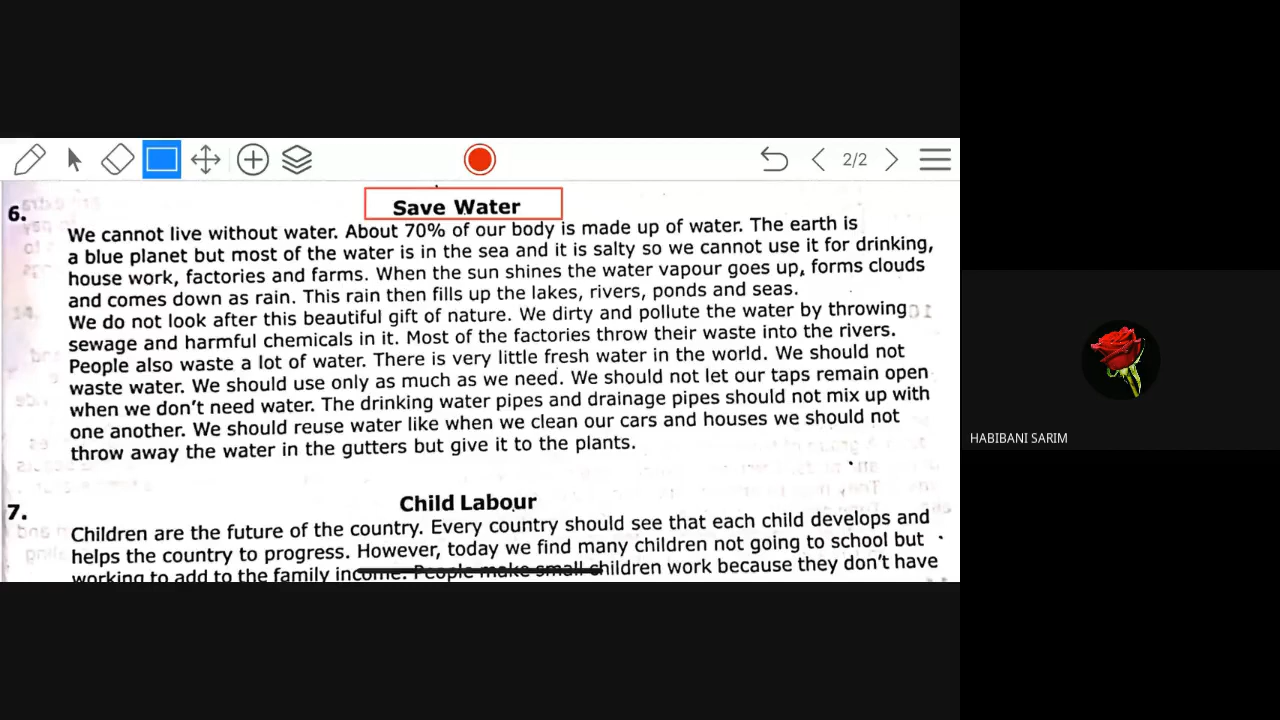 2/2
6.
Save Water
We cannot live without water. About 70% of our body is made up of water. The earth is
a blue planet but most of the water is in the sea and it is salty so we cannot use it for drinking,
house work, factories and farms. When the sun shines the water vapour goes up, forms clouds
and comes down as rain. This rain then fills up the lakes, rivers, ponds and seas.
We do not look after this beautiful gift of nature. We dirty and pollute the water by throwing
sewage and harmful chemicals in it. Most of the factories throw their waste into the rivers.
People also waste a lot of water. There is very little fresh water in the world. We should not
waste water. We should use only as much as we need. We should not let our taps remain open
when we don't need water. The drinking water pipes and drainage pipes should not mix up with
one another. We should reuse water like when we clean our cars and houses we should not
throw away the water in the gutters but give it to the plants.
7.
Child Labour
Children are the future of the country. Every country should see that each child develops and
helps the country to progress. However, today we find many children not going to school but
working to add to the family income. People make small children work because they don't have
HABIBANI SARIM